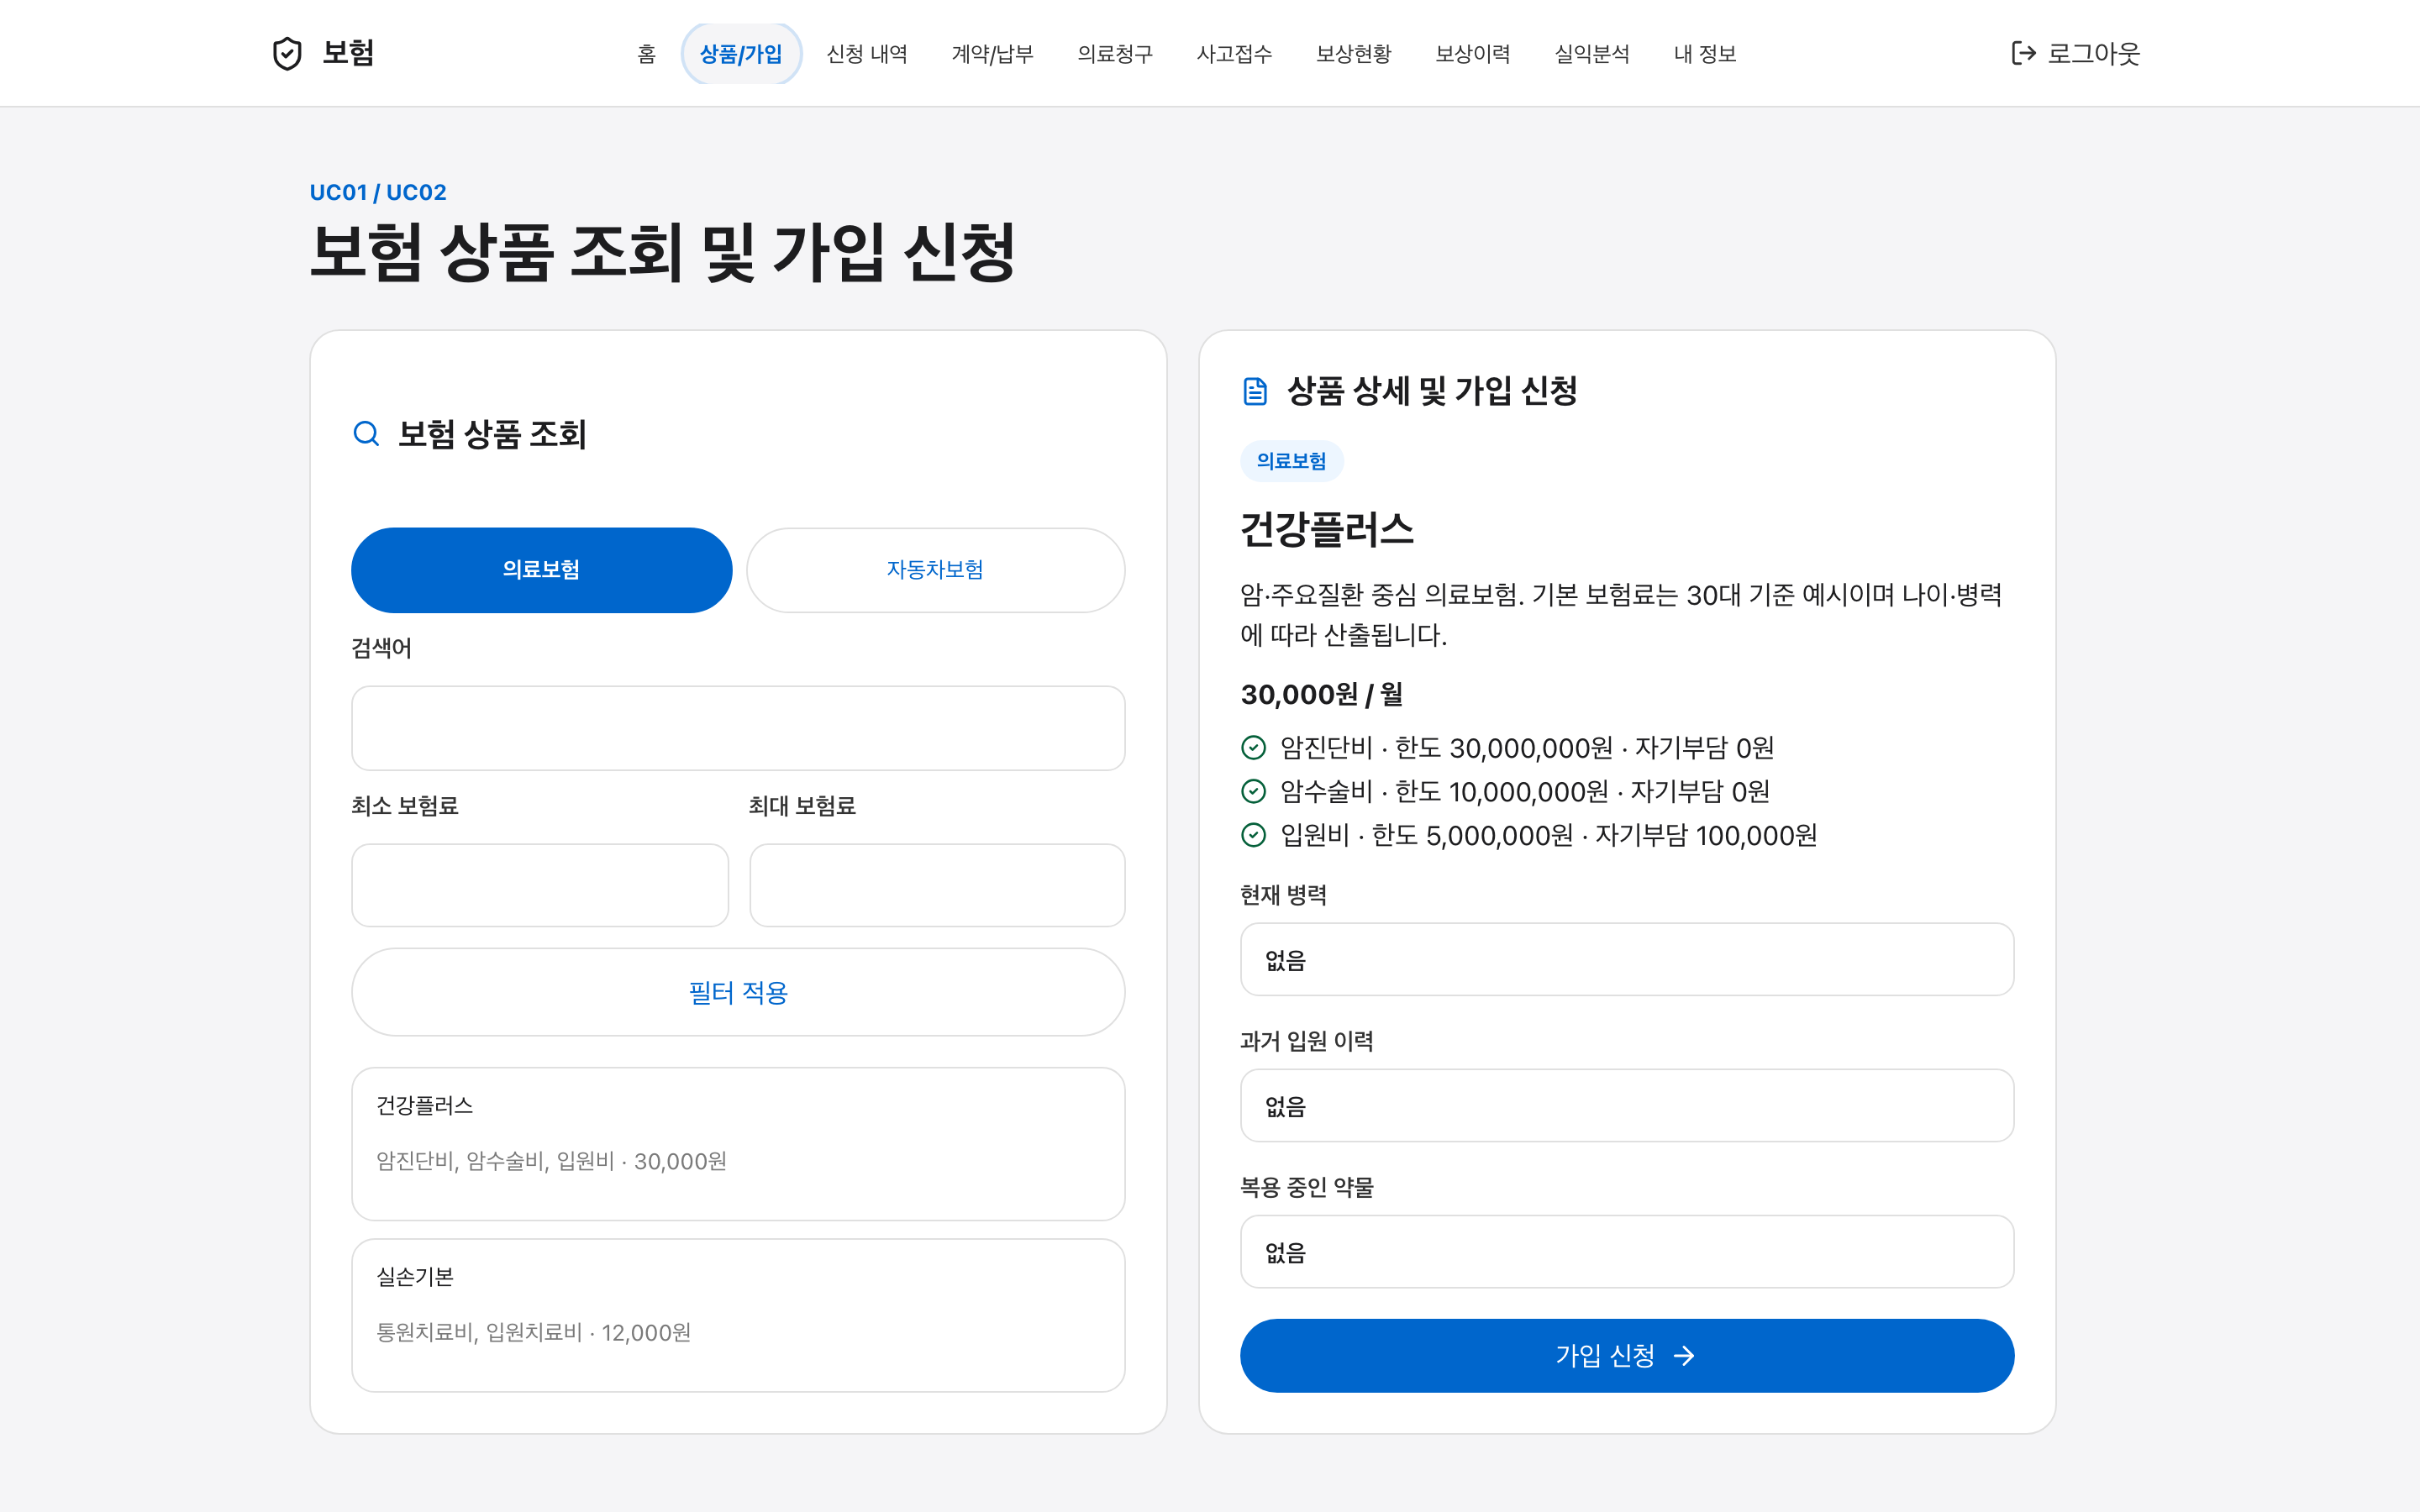 보험
홈
상품/가입
신청 내역
계약/납부
의료청구
사고접수
보상현황
보상이력
실익분석
내 정보
로그아웃
UC01 / UC02
보험 상품 조회 및 가입 신청
보험 상품 조회
의료보험
자동차보험
검색어
최소 보험료
최대 보험료
필터 적용
건강플러스
암진단비, 암수술비, 입원비 · 30,000원
실손기본
통원치료비, 입원치료비 · 12,000원
상품 상세 및 가입 신청
의료보험
건강플러스
암·주요질환 중심 의료보험. 기본 보험료는 30대 기준 예시이며 나이·병력
에 따라 산출됩니다.
30,000원 / 월
암진단비 · 한도 30,000,000원 · 자기부담 0원
암수술비 · 한도 10,000,000원 · 자기부담 0원
입원비 · 한도 5,000,000원 · 자기부담 100,000원
현재 병력
없음
과거 입원 이력
없음
복용 중인 약물
없음
가입 신청